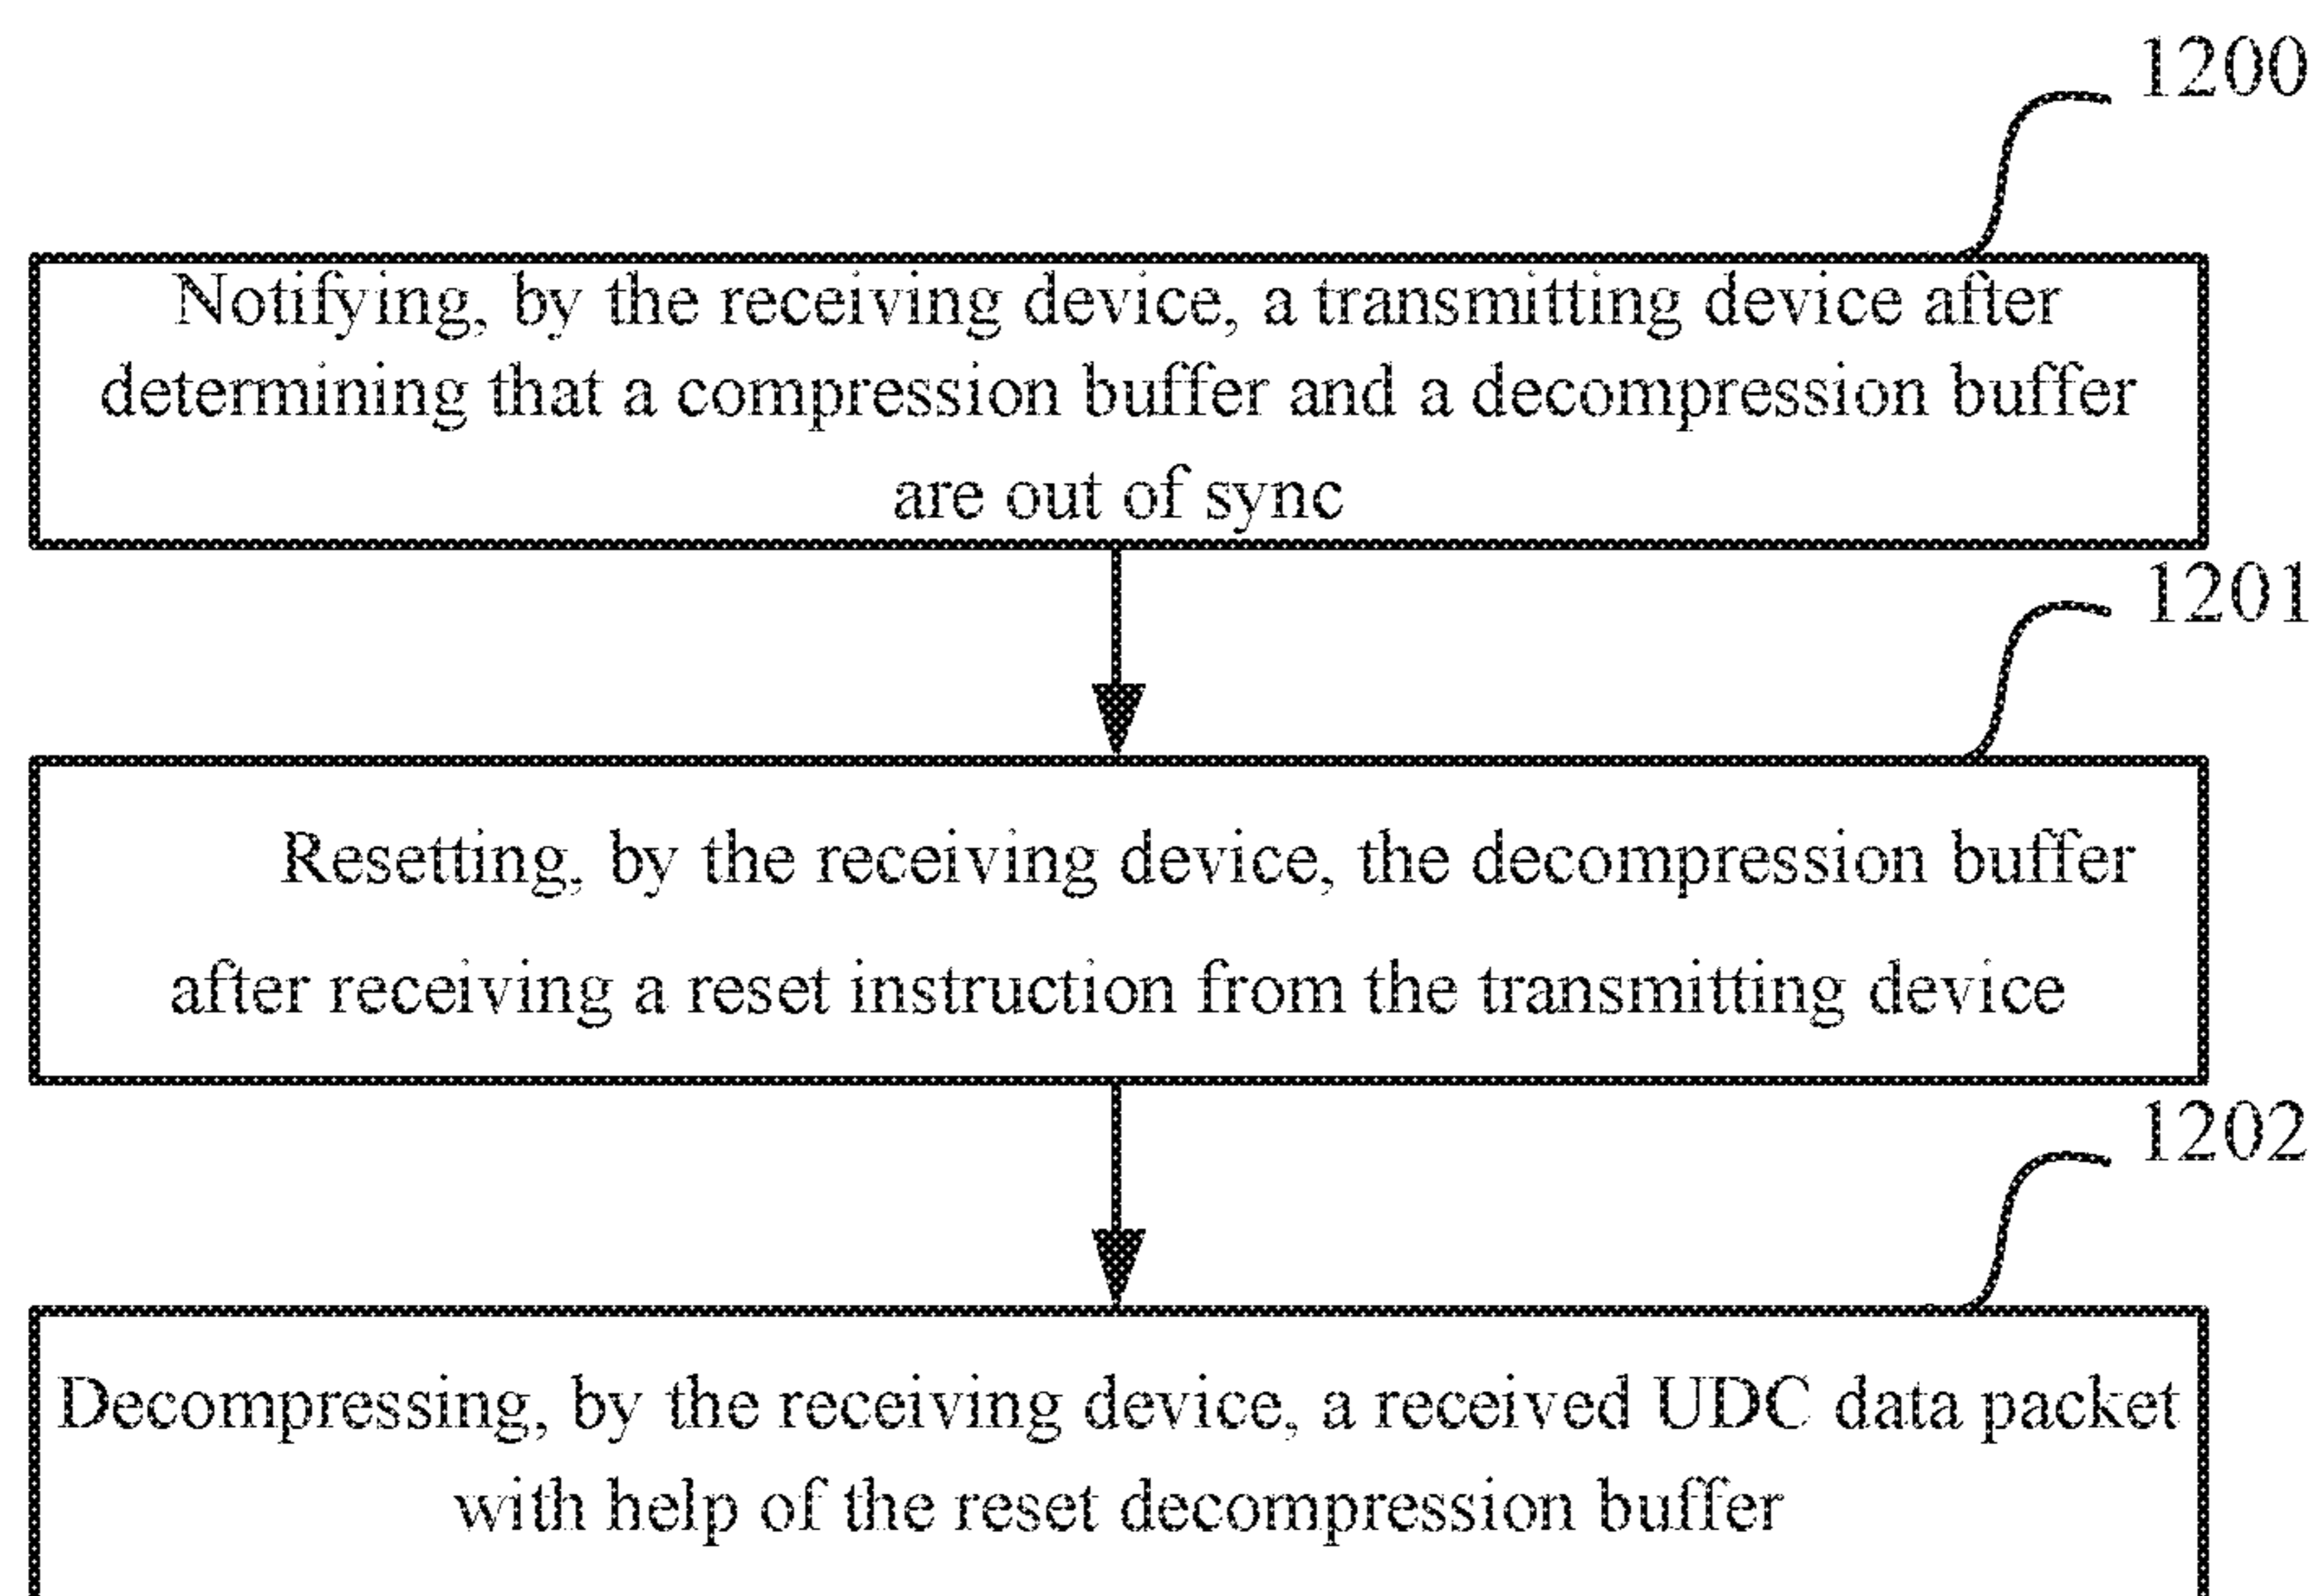 1200
Notifying, by the receiving device, a transmitting device after
determining that a compression buffer and a decompression buffer
are out of sync
1201
Resetting, by the receiving device, the decompression buffer
after receiving a reset instruction from the transmitting device
1202
Decompressing, by the receiving device, a received UDC data packet
with help of the reset decompression buffer